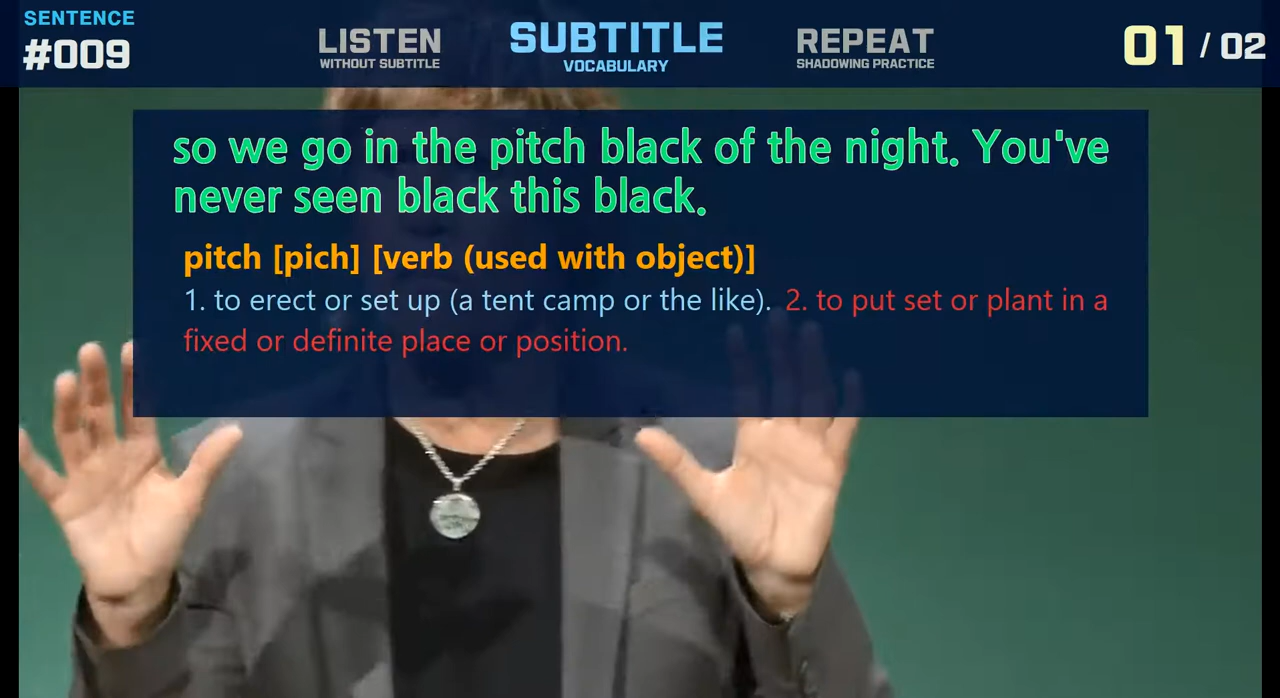 SENTENCE
#009
LISTEN
WITHOUT SUBTITLE
SUBTITLE
VOCABULARY
REPEAT
SHADOWING PRACTICE
01 / 02
so we go in the pitch black of the night. You've
never seen black this black.
pitch [pich] [verb (used with object)]
1. to erect or set up (a tent camp or the like). 2. to put set or plant in a
fixed or definite place or position.